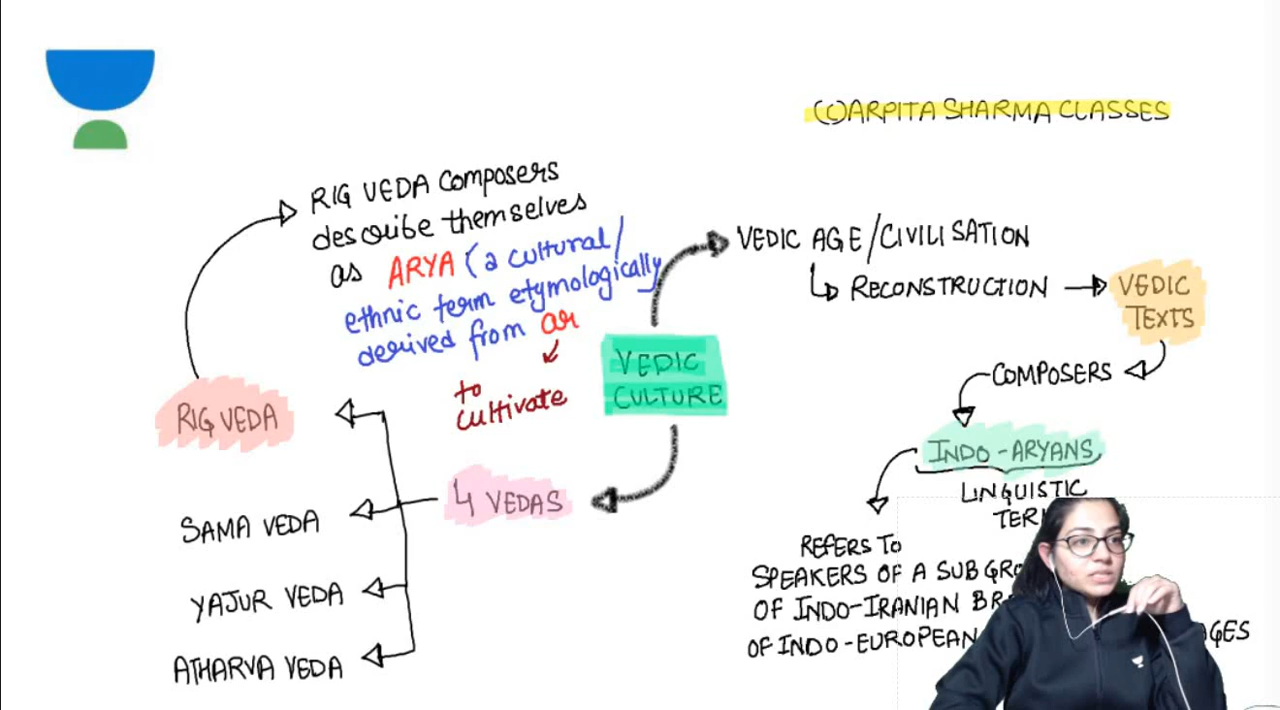 (C)ARPITA SHARMA CLASSES
RIG VEDA COMPOSERS
describe themselves
as ARYA (a cultural/
ethnic term etymologically
derived from ar
to
cultivate
VEDIC AGE/CIVILISATION
RECONSTRUCTION
VEDIC
TEXTS
COMPOSERS
INDO-ARYANS
LINGUISTIC
REFERS TO
SPEAKERS OF A SUB
OF INDO-IRANIAN
OF INDO-EUROPEAN
VEDIC
CULTURE
4 VEDAS
RIG VEDA
SAMA VEDA
YAJUR VEDA
ATHARVA VEDA